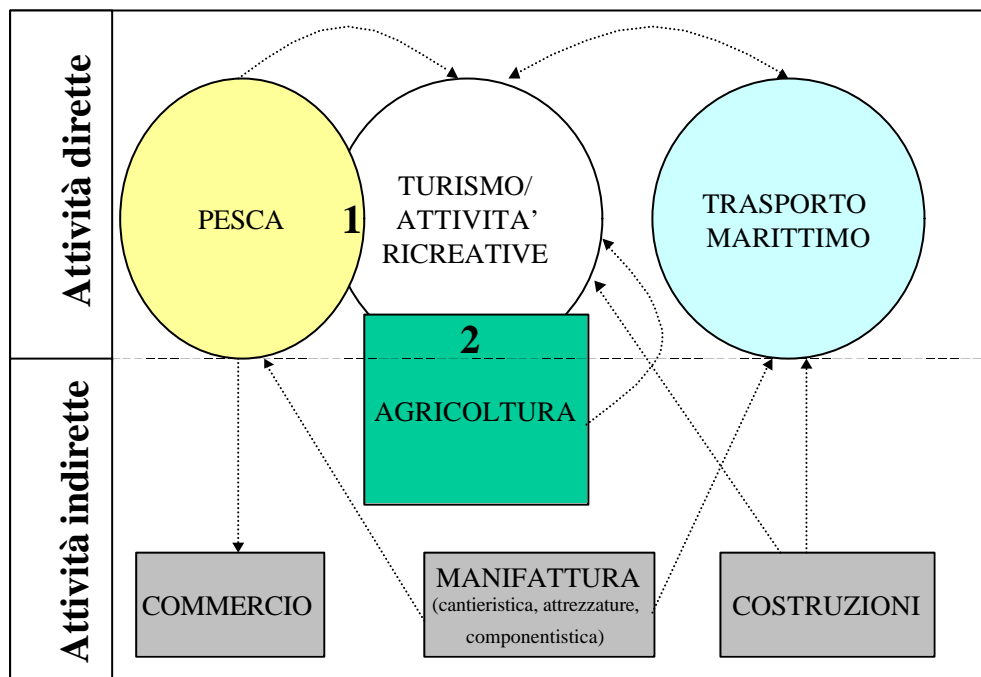 Attività dirette
PESCA
1
TURISMO/
ATTIVITA’
RICREATIVE
TRASPORTO
MARITTIMO
2
AGRICOLTURA
Attività indirette
COMMERCIO
MANIFATTURA
(cantieristica, attrezzature,
componentistica)
COSTRUZIONI